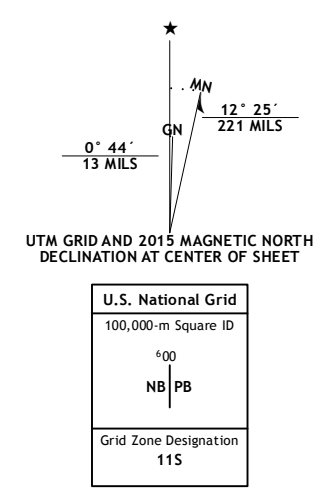 ★
MN
GN
12° 25´
221 MILS
0° 44´
13 MILS
UTM GRID AND 2015 MAGNETIC NORTH
DECLINATION AT CENTER OF SHEET
U.S. National Grid
100,000-m Square ID
⁶00
NB PB
Grid Zone Designation
11S